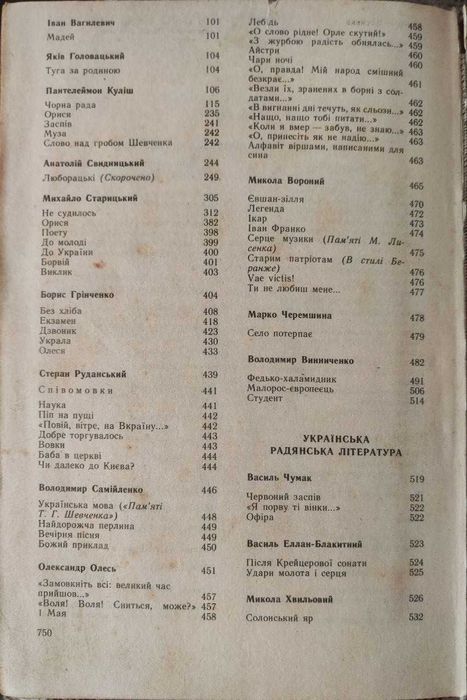 Іван Вагилевич 101
Мадей 101
Яків Головацький 104
Туга за родиною 104
Пантелеймон Куліш 106
Чорна рада 115
Орися 235
Заспів 241
Муза 242
Слово над гробом Шевченка 242
Анатолій Свидницький 244
Люборацькі (Скорочено) 249
Михайло Старицький 305
Не судилось 312
Орися 382
Поету 398
До молоді 399
До України 400
Борвій 401
Виклик 403
Борис Грінченко 404
Без хліба 408
Екзамен 418
Дзвоник 423
Украла 430
Олеся 433
Степан Руданський 439
Співомовки 441
Наука 441
Піп на пущі 442
«Повій, вітре, на Вкраїну...» 442
Добре торгувалось 443
Вовки 443
Баба в церкві 444
Чи далеко до Києва? 444
Володимир Самійленко 446
Українська мова («Пам'яті
Т. Г. Шевченка») 448
Найдорожча перлина 449
Вечірня пісня 449
Божий приклад 450
Олександр Олесь 451
«Замовкніть всі: великий час
прийшов...» 457
«Воля! Воля! Сниться, може?» 457
1 Мая 458
750
Лебідь 458
«О слово рідне! Орле скутий!» 459
«З журбою радість обнялась...» 459
Айстри 460
Чари ночі 460
«О, правда! Мій народ смішний
безкрає...» 461
«Везли їх, зранених в борні з сол-
датами...» 462
«В вигнанні дні течуть, як сльози...» 462
«Нащо, нащо тобі питати...» 462
«Коли я вмер — забув, не знаю...» 463
«О, принесіть як не надію...» 463
Алфавіт віршами, написаними для
сина 463
Микола Вороний 465
Євшан-зілля 470
Легенда 472
Ікар 473
Іван Франко 474
Серце музики (Пам'яті М. Ли-
сенка) 475
Старим патріотам (В стилі Бе-
ранже) 476
Vae victis! 476
Ти не любиш мене... 477
Марко Черемшина 478
Село потерпає 479
Володимир Винниченко 482
Федько-халамидник 491
Малорос-європеєць 506
Студент 514
УКРАЇНСЬКА
РАДЯНСЬКА ЛІТЕРАТУРА
Василь Чумак 519
Червоний заспів 521
«Я порву ті вінки...» 522
Офіра 522
Василь Еллан-Блакитний 523
Після Крейцерової сонати 524
Удари молота і серця 525
Микола Хвильовий 526
Солонський яр 532